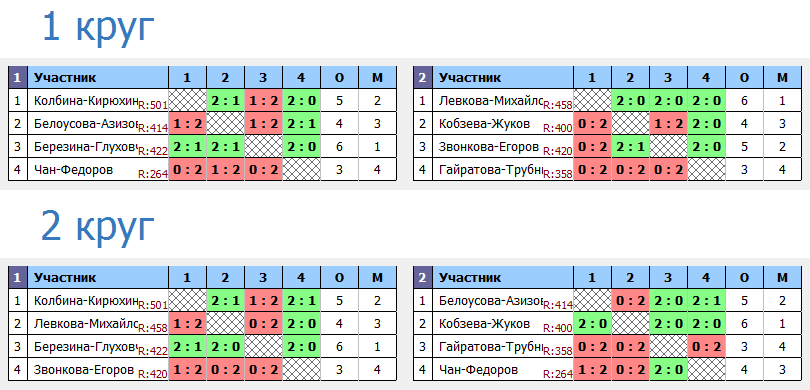 1 круг
1 Участник 1 2 3 4 О М
1 Колбина-Кирюхин R:501 2 : 1 1 : 2 2 : 0 5 2
2 Белоусова-Азизов R:414 1 : 2 1 : 2 2 : 1 4 3
3 Березина-Глухов R:422 2 : 1 2 : 1 2 : 0 6 1
4 Чан-Федоров R:264 0 : 2 1 : 2 0 : 2 3 4
2 Участник 1 2 3 4 О М
1 Левкова-Михайло R:458 2 : 0 2 : 0 2 : 0 6 1
2 Кобзева-Жуков R:400 0 : 2 1 : 2 2 : 0 4 3
3 Звонкова-Егоров R:420 0 : 2 2 : 1 2 : 0 5 2
4 Гайратова-Трубн R:358 0 : 2 0 : 2 0 : 2 3 4
2 круг
1 Участник 1 2 3 4 О М
1 Колбина-Кирюхин R:501 2 : 1 1 : 2 2 : 1 5 2
2 Левкова-Михайло R:458 1 : 2 0 : 2 2 : 0 4 3
3 Березина-Глухов R:422 2 : 1 2 : 0 2 : 0 6 1
4 Звонкова-Егоров R:420 1 : 2 0 : 2 0 : 2 3 4
2 Участник 1 2 3 4 О М
1 Белоусова-Азизов R:414 0 : 2 2 : 0 2 : 1 5 2
2 Кобзева-Жуков R:400 2 : 0 2 : 0 2 : 0 6 1
3 Гайратова-Трубн R:358 0 : 2 0 : 2 0 : 2 3 4
4 Чан-Федоров R:264 1 : 2 0 : 2 2 : 0 4 3